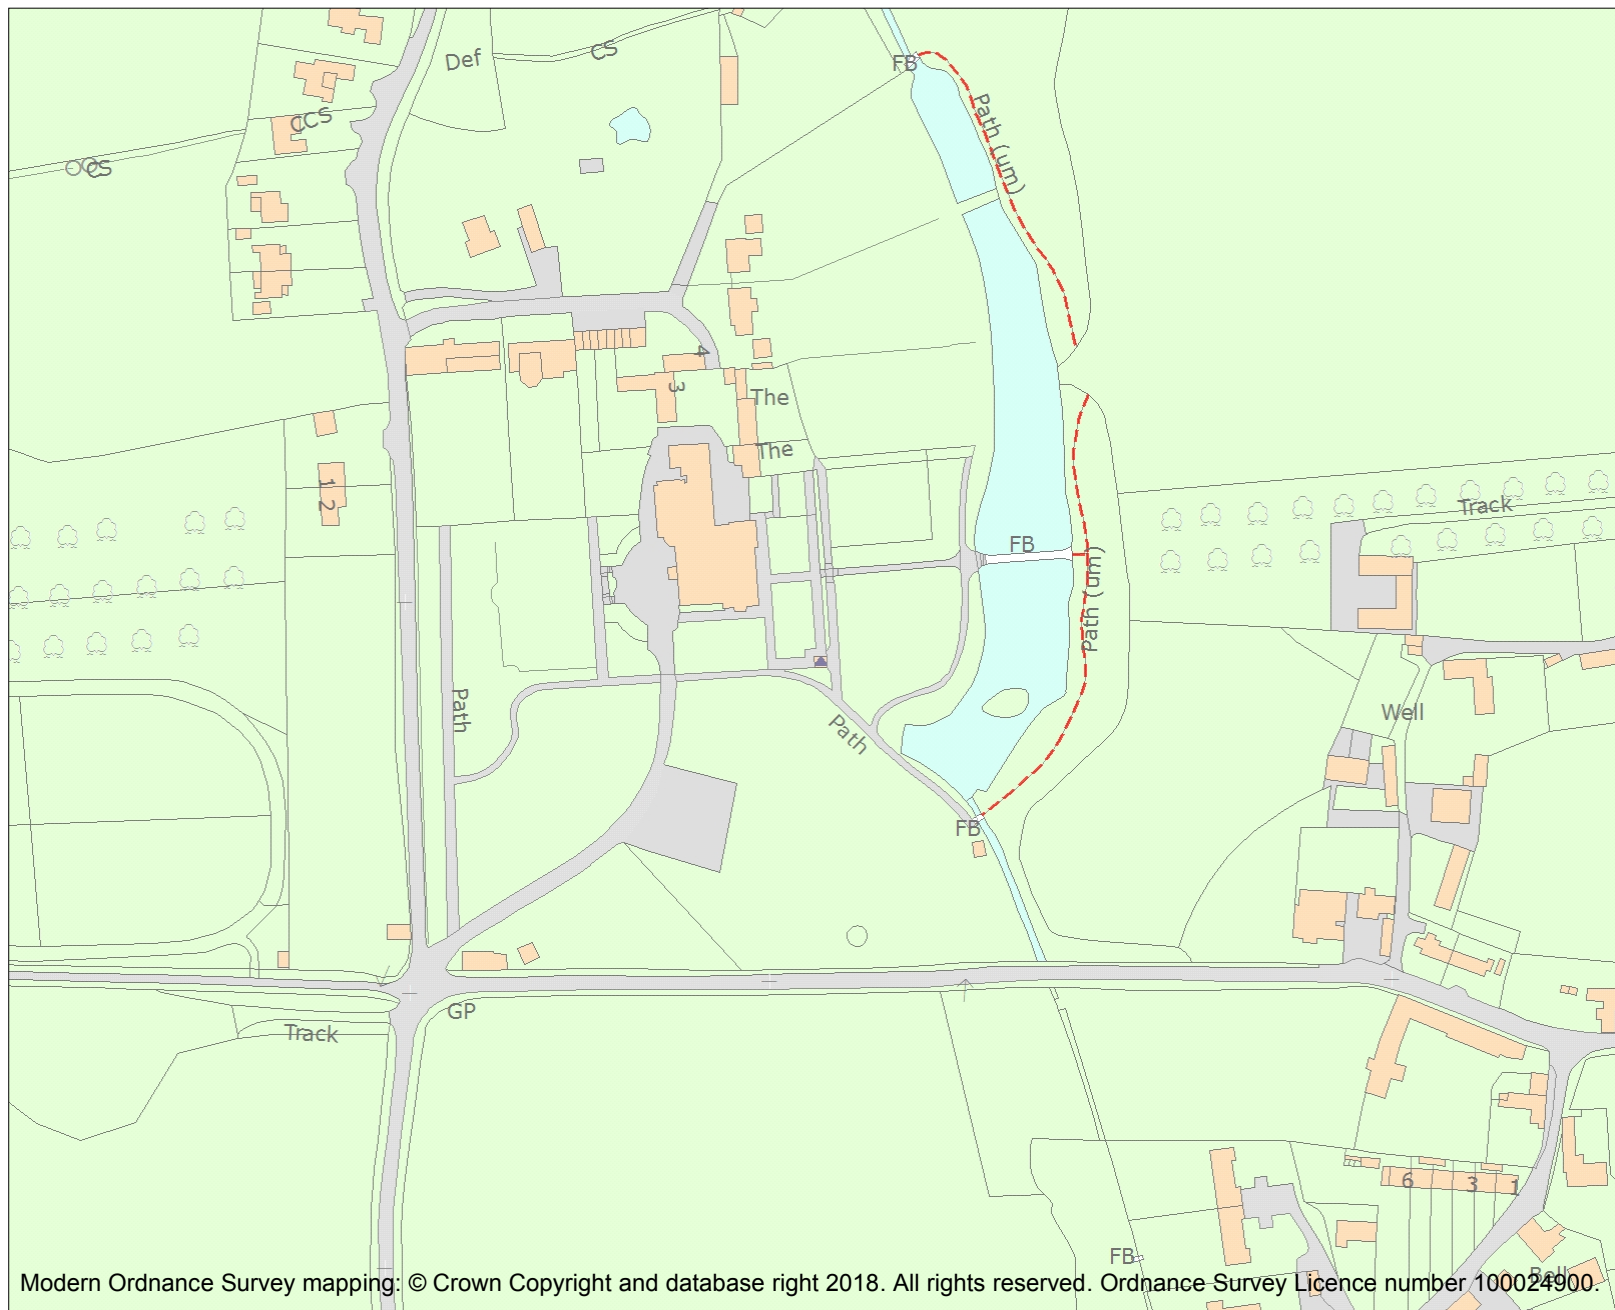 Def
CS
FB
CCS
CS
Path (um)
4
3
The
The
1
2
Track
FB
Path (um)
Path
Well
Path
FB
GP
Track
6
3
1
FB
Bell
Modern Ordnance Survey mapping: © Crown Copyright and database right 2018. All rights reserved. Ordnance Survey Licence number 100024900.